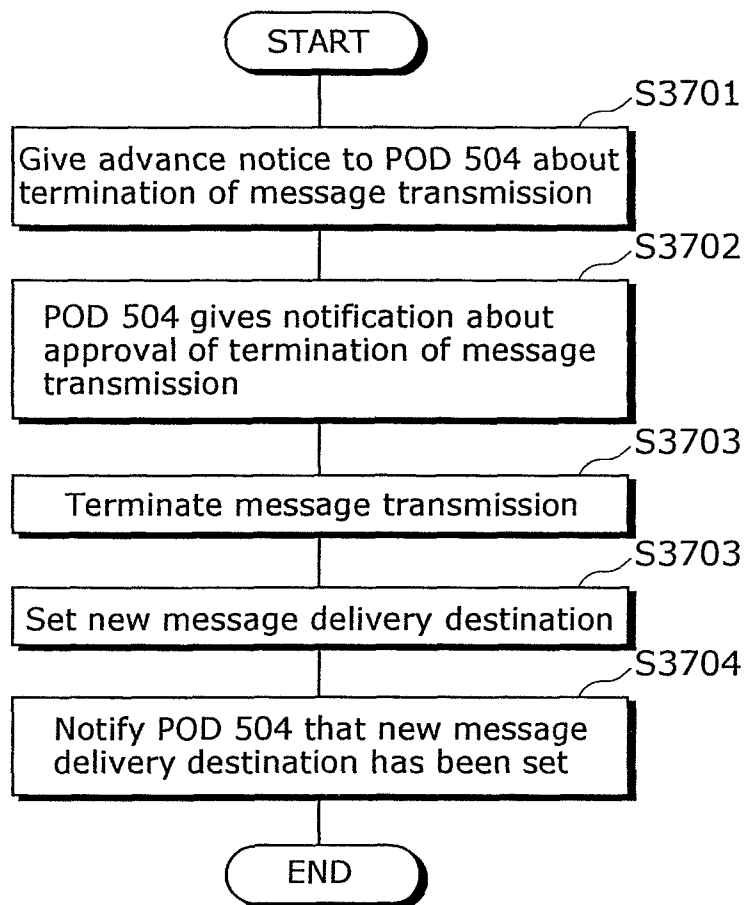 START
S3701
Give advance notice to POD 504 about
termination of message transmission
S3702
POD 504 gives notification about
approval of termination of message
transmission
S3703
Terminate message transmission
S3703
Set new message delivery destination
S3704
Notify POD 504 that new message
delivery destination has been set
END